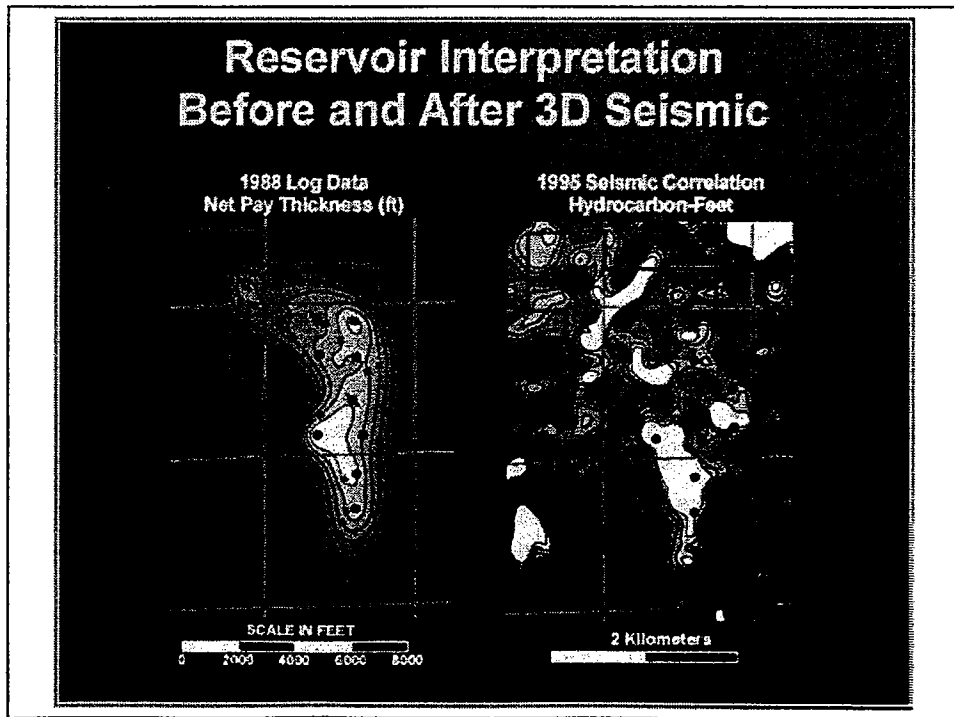 Reservoir Interpretation
Before and After 3D Seismic
1988 Log Data
Net Pay Thickness (ft)
1995 Seismic Correlation
Hydrocarbon-Feet
SCALE IN FEET
0 2000 4000 6000 8000
2 Kilometers